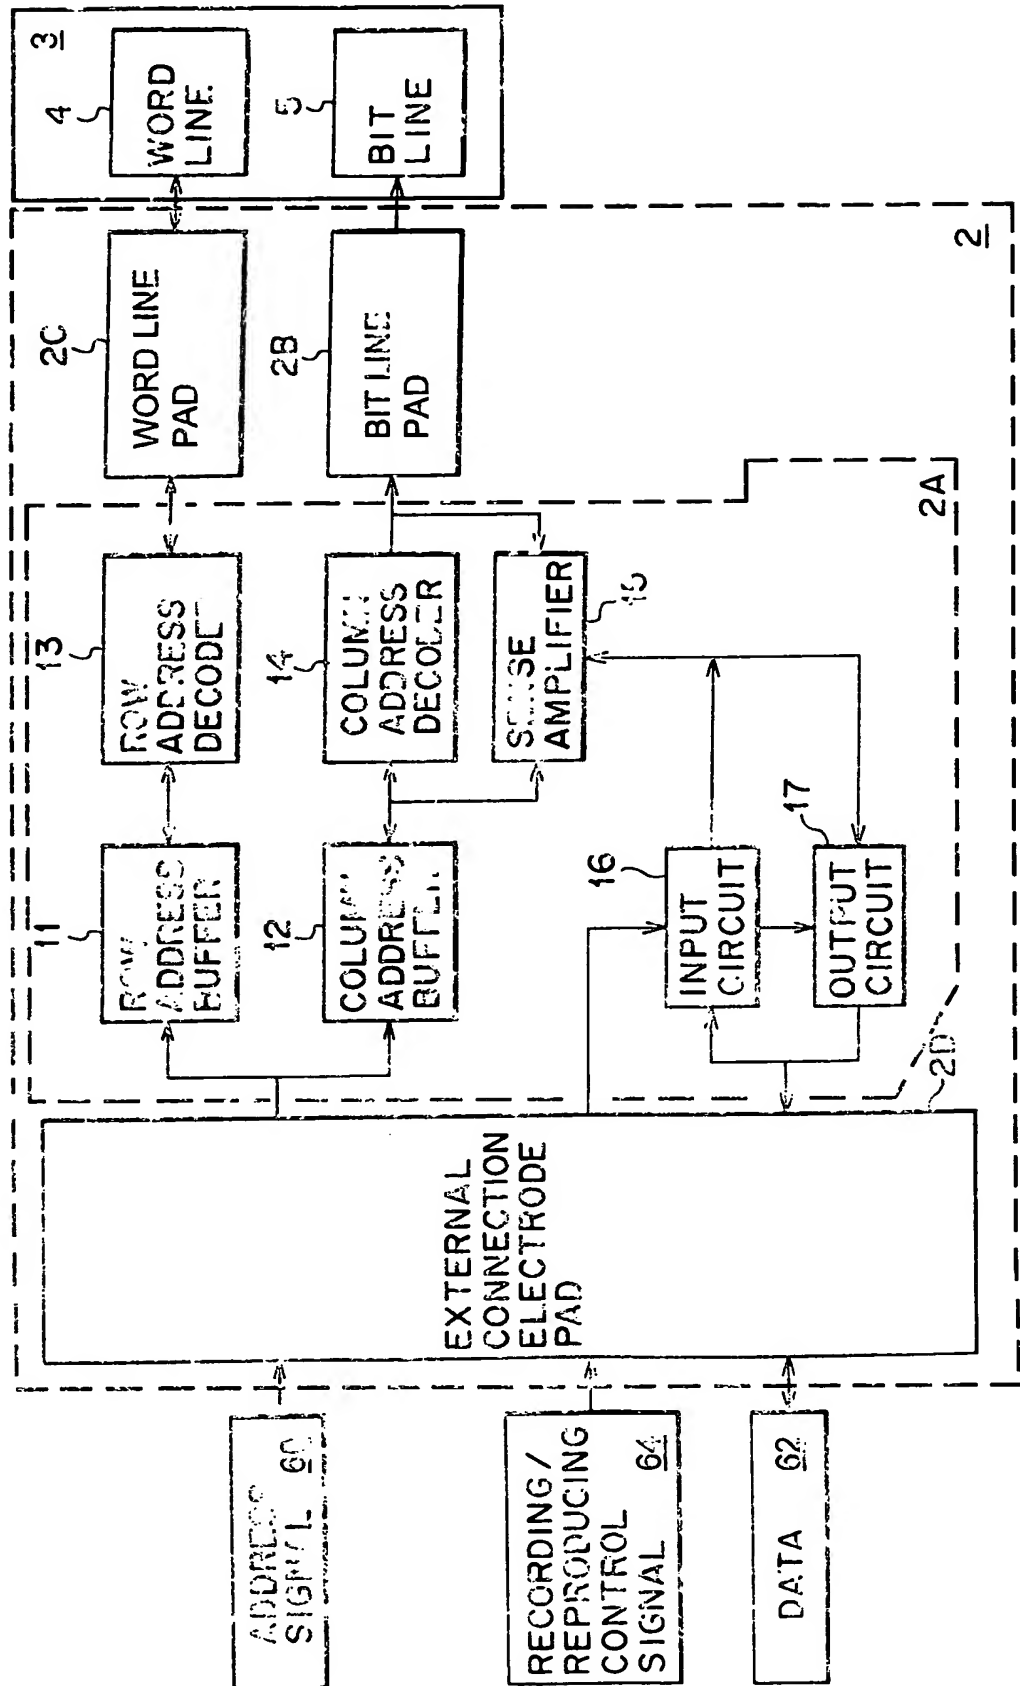 3
4
WORD
LINE
5
BIT
LINE
2C
WORD LINE
PAD
2B
BIT LINE
PAD
2
2A
13
ROW
ADDRESS
DECODE
14
COLUMN
ADDRESS
DECODER
SENSE
AMPLIFIER
15
11
ROW
ADDRESS
BUFFER
12
COLUMN
ADDRESS
BUFFER
16
INPUT
CIRCUIT
17
OUTPUT
CIRCUIT
2D
EXTERNAL
CONNECTION
ELECTRODE
PAD
ADDRESS
SIGNAL 60
RECORDING/
REPRODUCING
CONTROL
SIGNAL 64
DATA 62